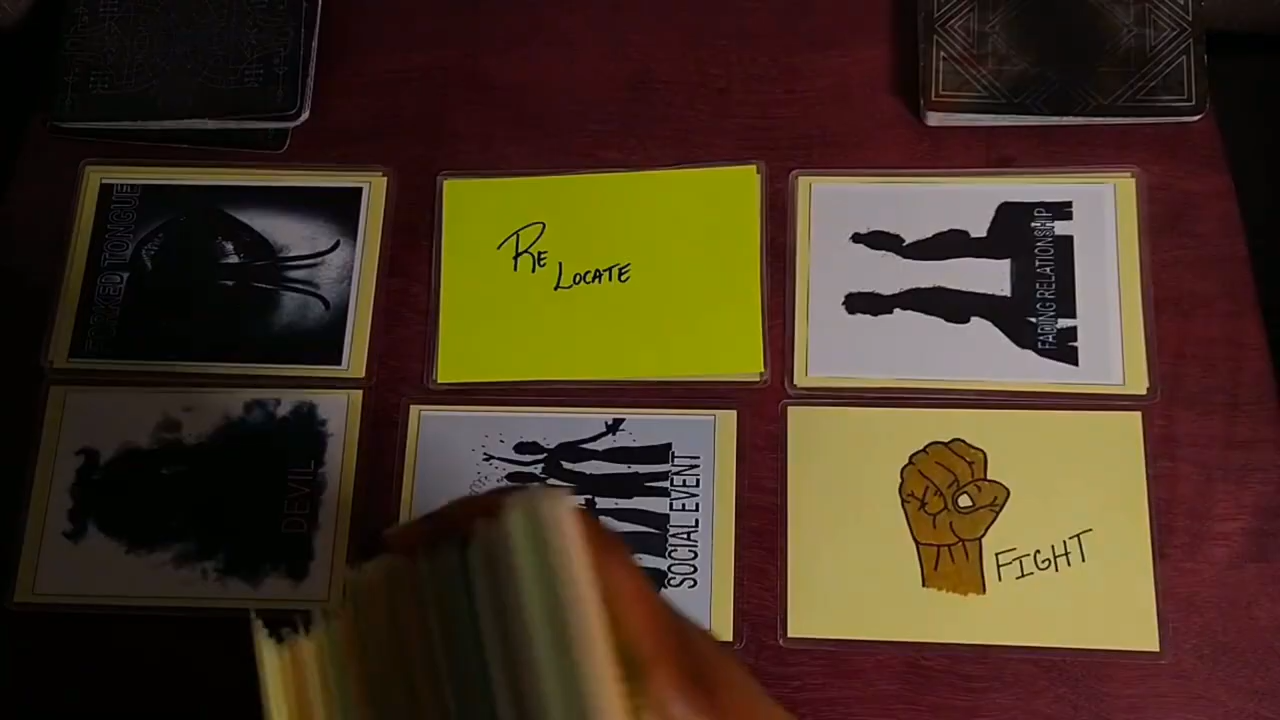 FORKED TONGUE
RE
LOCATE
FADING RELATIONSHIP
DEVIL
SOCIAL EVENT
FIGHT